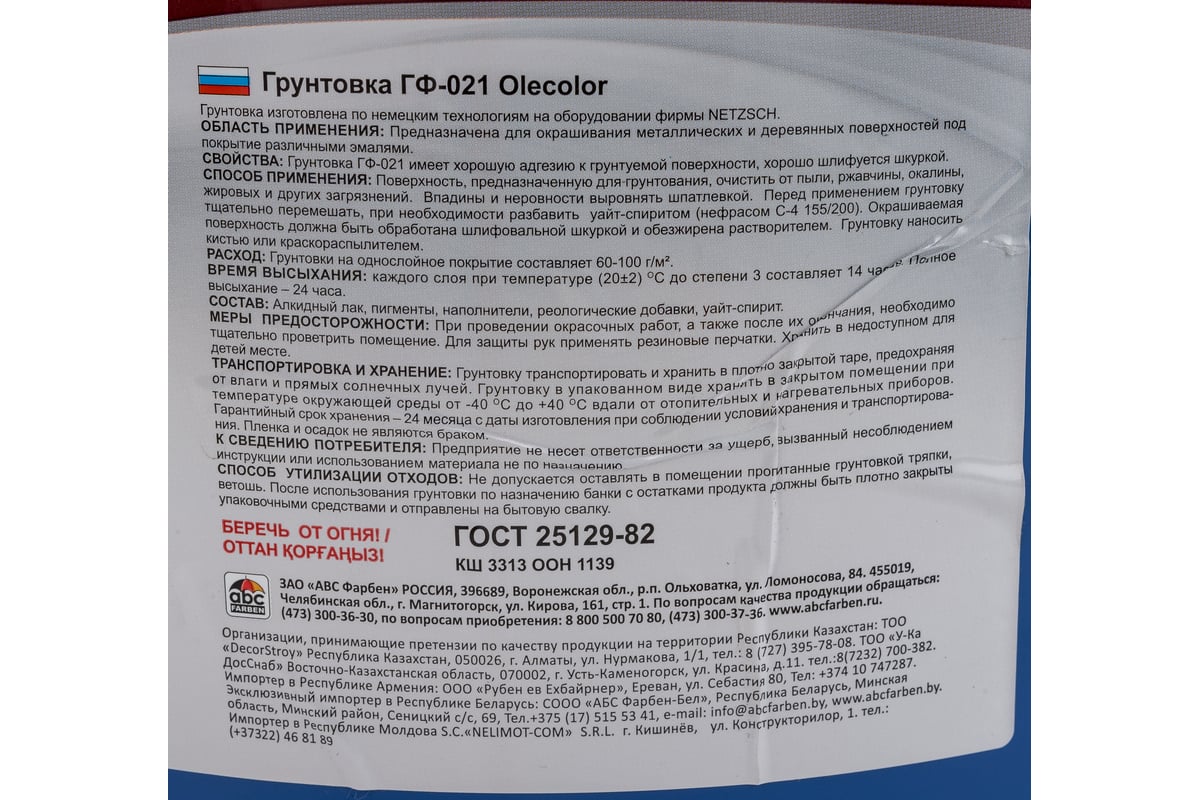 Грунтовка ГФ-021 Olecolor
Грунтовка изготовлена по немецким технологиям на оборудовании фирмы NETZSCH.
ОБЛАСТЬ ПРИМЕНЕНИЯ: Предназначена для окрашивания металлических и деревянных поверхностей под
покрытие различными эмалями.
СВОЙСТВА: Грунтовка ГФ-021 имеет хорошую адгезию к грунтуемой поверхности, хорошо шлифуется шкуркой.
СПОСОБ ПРИМЕНЕНИЯ: Поверхность, предназначенную для грунтования, очистить от пыли, ржавчины, окалины,
жировых и других загрязнений. Впадины и неровности выровнять шпатлевкой. Перед применением грунтовку
тщательно перемешать, при необходимости разбавить уайт-спиритом (нефрасом С-4 155/200). Окрашиваемая
поверхность должна быть обработана шлифовальной шкуркой и обезжирена растворителем. Грунтовку наносить
кистью или краскораспылителем.
РАСХОД: Грунтовки на однослойное покрытие составляет 60-100 г/м².
ВРЕМЯ ВЫСЫХАНИЯ: каждого слоя при температуре (20±2) ºС до степени 3 составляет 14 часов. Полное
высыхание – 24 часа.
СОСТАВ: Алкидный лак, пигменты, наполнители, реологические добавки, уайт-спирит.
МЕРЫ ПРЕДОСТОРОЖНОСТИ: При проведении окрасочных работ, а также после их окончания, необходимо
тщательно проветрить помещение. Для защиты рук применять резиновые перчатки. Хранить в недоступном для
детей месте.
ТРАНСПОРТИРОВКА И ХРАНЕНИЕ: Грунтовку транспортировать и хранить в плотно закрытой таре, предохраняя
от влаги и прямых солнечных лучей. Грунтовку в упакованном виде хранить в закрытом помещении при
температуре окружающей среды от -40 ºС до +40 ºС вдали от отопительных и нагревательных приборов.
Гарантийный срок хранения – 24 месяца с даты изготовления при соблюдении условий хранения и транспортирова-
ния. Пленка и осадок не являются браком.
К СВЕДЕНИЮ ПОТРЕБИТЕЛЯ: Предприятие не несет ответственности за ущерб, вызванный несоблюдением
инструкции или использованием материала не по назначению.
СПОСОБ УТИЛИЗАЦИИ ОТХОДОВ: Не допускается оставлять в помещении пропитанные грунтовкой тряпки,
ветошь. После использования грунтовки по назначению банки с остатками продукта должны быть плотно закрыты
упаковочными средствами и отправлены на бытовую свалку.
БЕРЕЧЬ ОТ ОГНЯ! /
ОТТАН ҚОРҒАҢЫЗ!
ГОСТ 25129-82
КШ 3313 ООН 1139
abc
FARBEN
ЗАО «АВС Фарбен» РОССИЯ, 396689, Воронежская обл., р.п. Ольховатка, ул. Ломоносова, 84. 455019,
Челябинская обл., г. Магнитогорск, ул. Кирова, 161, стр. 1. По вопросам качества продукции обращаться:
(473) 300-36-30, по вопросам приобретения: 8 800 500 70 80, (473) 300-37-36. www.abcfarben.ru.
Организации, принимающие претензии по качеству продукции на территории Республики Казахстан: ТОО
«DecorStroy» Республика Казахстан, 050026, г. Алматы, ул. Нурмакова, 1/1, тел.: 8 (727) 395-78-08. ТОО «У-Ка
ДосСнаб» Восточно-Казахстанская область, 070002, г. Усть-Каменогорск, ул. Красина, д.11. тел.:8(7232) 700-382.
Импортер в Республике Армения: ООО «Рубен ев Ехбайрнер», Ереван, ул. Себастия 80, Тел: +374 10 747287.
Эксклюзивный импортер в Республике Беларусь: СООО «АБС Фарбен-Бел», Республика Беларусь, Минская
область, Минский район, Сеницкий с/с, 69, Тел.+375 (17) 515 53 41, e-mail: info@abcfarben.by, www.abcfarben.by.
Импортер в Республике Молдова S.C.«NELIMOT-COM» S.R.L. г. Кишинёв, ул. Конструкторилор, 1. тел.:
(+37322) 46 81 89